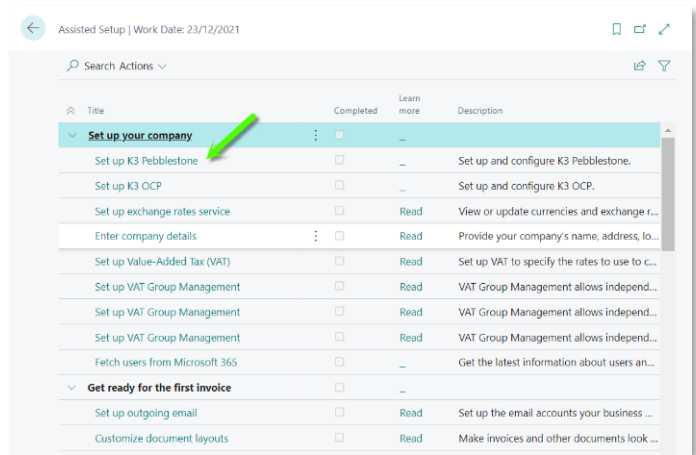 Assisted Setup | Work Date: 23/12/2021
Search Actions
Title Completed Learn more Description
Set up your company _
Set up K3 Pebblestone _ Set up and configure K3 Pebblestone.
Set up K3 OCP _ Set up and configure K3 OCP.
Set up exchange rates service Read View or update currencies and exchange r...
Enter company details Read Provide your company's name, address, lo...
Set up Value-Added Tax (VAT) Read Set up VAT to specify the rates to use to c...
Set up VAT Group Management Read VAT Group Management allows independ...
Set up VAT Group Management Read VAT Group Management allows independ...
Set up VAT Group Management Read VAT Group Management allows independ...
Fetch users from Microsoft 365 _ Get the latest information about users an...
Get ready for the first invoice _
Set up outgoing email Read Set up the email accounts your business ...
Customize document layouts Read Make invoices and other documents look ...